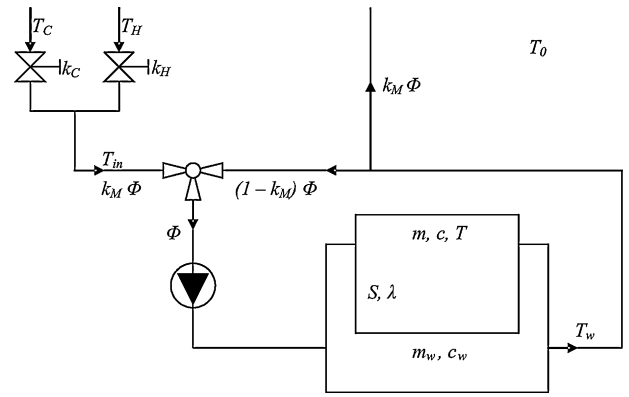 T_C
T_H
T_0
k_C
k_H
k_M Φ
T_in
k_M Φ
(1 – k_M) Φ
Φ
m, c, T
S, λ
T_w
m_w, c_w